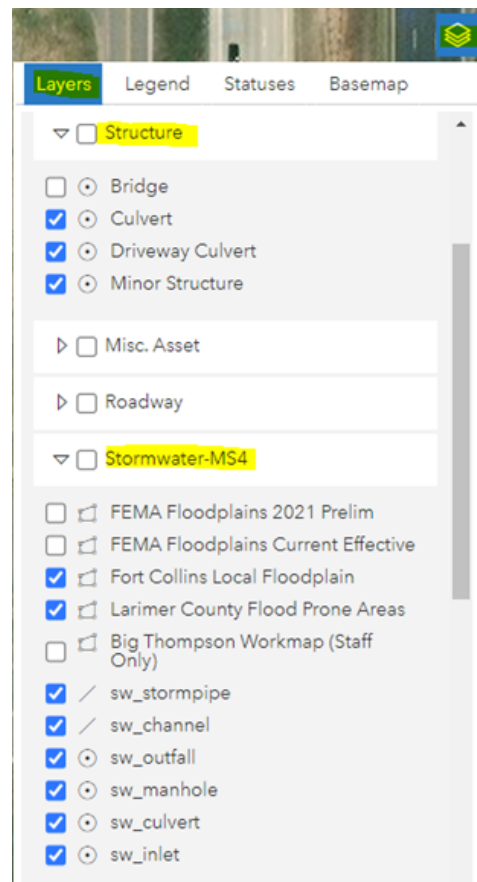 Layers Legend Statuses Basemap
Structure
Bridge
Culvert
Driveway Culvert
Minor Structure
Misc. Asset
Roadway
Stormwater-MS4
FEMA Floodplains 2021 Prelim
FEMA Floodplains Current Effective
Fort Collins Local Floodplain
Larimer County Flood Prone Areas
Big Thompson Workmap (Staff
Only)
sw_stormpipe
sw_channel
sw_outfall
sw_manhole
sw_culvert
sw_inlet